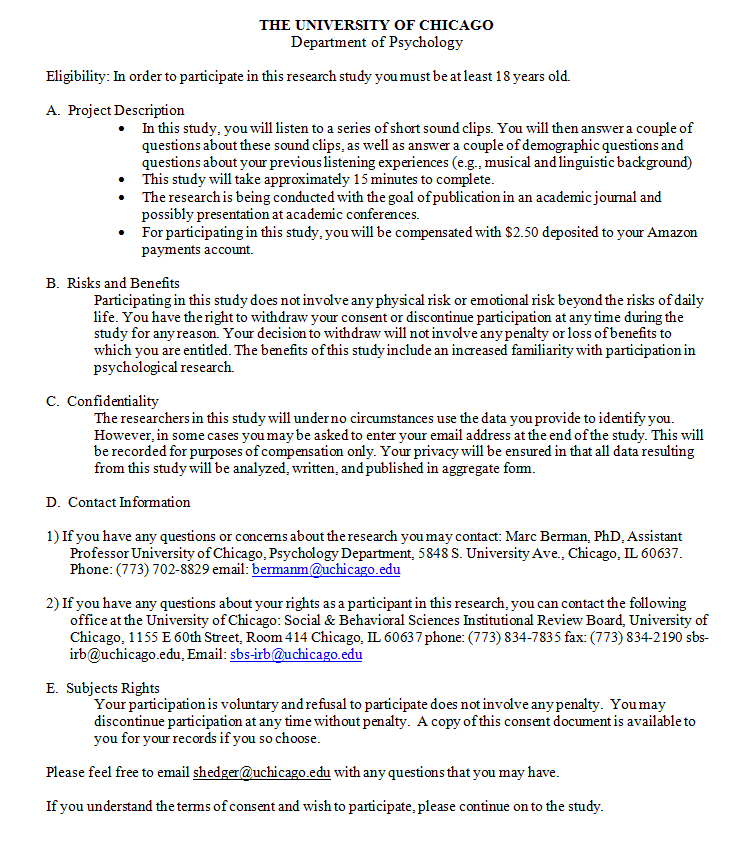 THE UNIVERSITY OF CHICAGO
Department of Psychology
Eligibility: In order to participate in this research study you must be at least 18 years old.
A. Project Description
• In this study, you will listen to a series of short sound clips. You will then answer a couple of
questions about these sound clips, as well as answer a couple of demographic questions and
questions about your previous listening experiences (e.g., musical and linguistic background)
• This study will take approximately 15 minutes to complete.
• The research is being conducted with the goal of publication in an academic journal and
possibly presentation at academic conferences.
• For participating in this study, you will be compensated with $2.50 deposited to your Amazon
payments account.
B. Risks and Benefits
Participating in this study does not involve any physical risk or emotional risk beyond the risks of daily
life. You have the right to withdraw your consent or discontinue participation at any time during the
study for any reason. Your decision to withdraw will not involve any penalty or loss of benefits to
which you are entitled. The benefits of this study include an increased familiarity with participation in
psychological research.
C. Confidentiality
The researchers in this study will under no circumstances use the data you provide to identify you.
However, in some cases you may be asked to enter your email address at the end of the study. This will
be recorded for purposes of compensation only. Your privacy will be ensured in that all data resulting
from this study will be analyzed, written, and published in aggregate form.
D. Contact Information
1) If you have any questions or concerns about the research you may contact: Marc Berman, PhD, Assistant
Professor University of Chicago, Psychology Department, 5848 S. University Ave., Chicago, IL 60637.
Phone: (773) 702-8829 email: bermanm@uchicago.edu
2) If you have any questions about your rights as a participant in this research, you can contact the following
office at the University of Chicago: Social & Behavioral Sciences Institutional Review Board, University of
Chicago, 1155 E 60th Street, Room 414 Chicago, IL 60637 phone: (773) 834-7835 fax: (773) 834-2190 sbs-
irb@uchicago.edu, Email: sbs-irb@uchicago.edu
E. Subjects Rights
Your participation is voluntary and refusal to participate does not involve any penalty. You may
discontinue participation at any time without penalty. A copy of this consent document is available to
you for your records if you so choose.
Please feel free to email shedger@uchicago.edu with any questions that you may have.
If you understand the terms of consent and wish to participate, please continue on to the study.